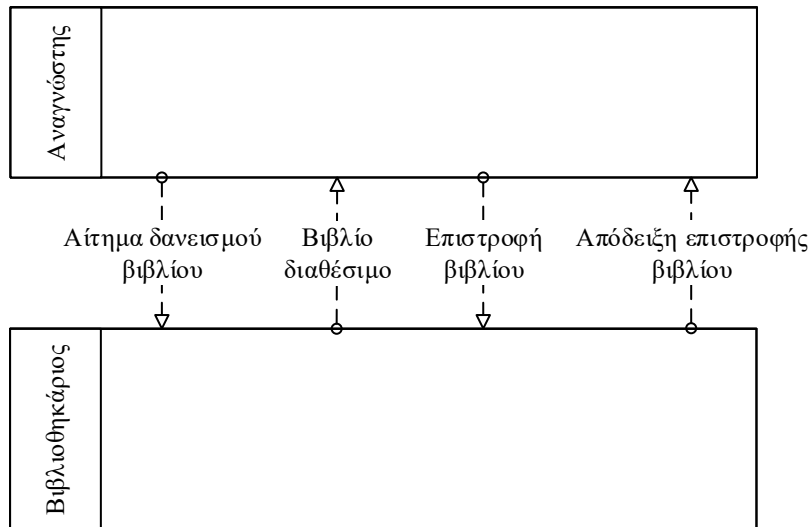 Αναγνώστης
Αίτημα δανεισμού
βιβλίου
Βιβλίο
διαθέσιμο
Επιστροφή
βιβλίου
Απόδειξη επιστροφής
βιβλίου
Βιβλιοθηκάριος